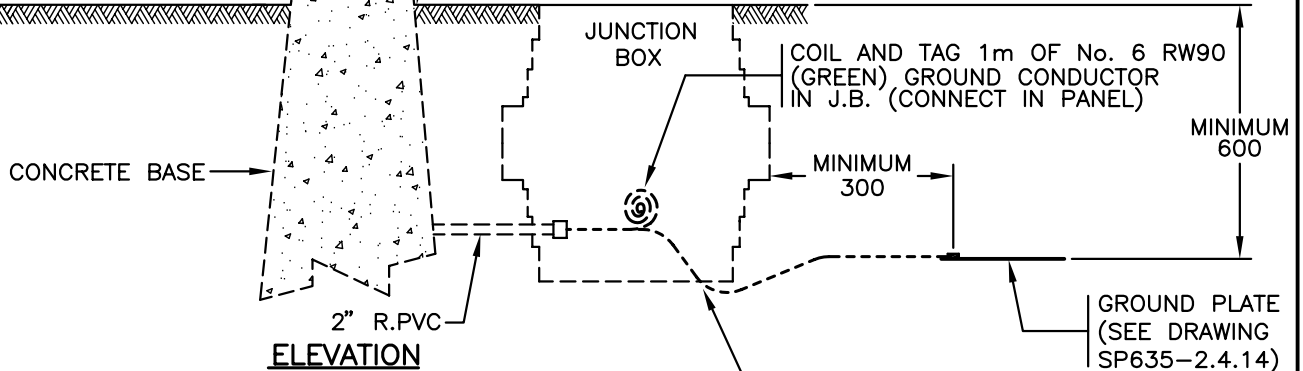 JUNCTION
BOX
COIL AND TAG 1m OF No. 6 RW90
(GREEN) GROUND CONDUCTOR
IN J.B. (CONNECT IN PANEL)
MINIMUM
600
CONCRETE BASE
MINIMUM
300
2" R.PVC
ELEVATION
GROUND PLATE
(SEE DRAWING
SP635-2.4.14)